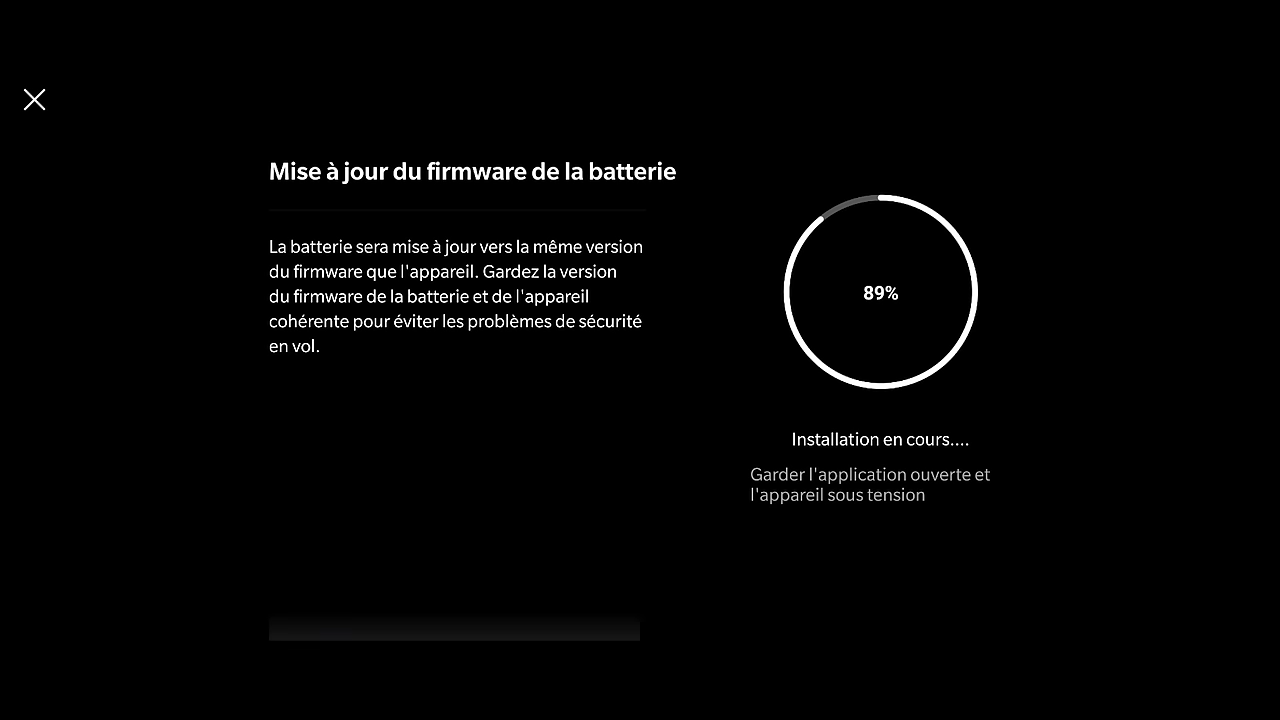 Mise à jour du firmware de la batterie
La batterie sera mise à jour vers la même version
du firmware que l'appareil. Gardez la version
du firmware de la batterie et de l'appareil
cohérente pour éviter les problèmes de sécurité
en vol.
89%
Installation en cours....
Garder l'application ouverte et
l'appareil sous tension